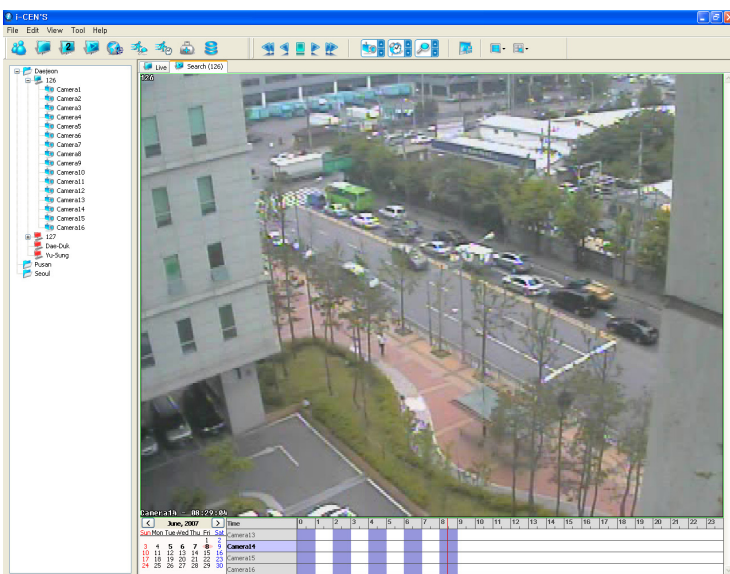 i-CEN'S
File Edit View Tool Help
2
Live Search (126)
Daejeon
126
Camera1
Camera2
Camera3
Camera4
Camera5
Camera6
Camera7
Camera8
Camera9
Camera10
Camera11
Camera12
Camera13
Camera14
Camera15
Camera16
127
Dae-Duk
Yu-Sung
Pusan
Seoul
126
Camera14 - 08:29:04
June, 2007
Sun Mon Tue Wed Thu Fri Sat
1 2
3 4 5 6 7 8 9
10 11 12 13 14 15 16
17 18 19 20 21 22 23
24 25 26 27 28 29 30
Time 0 1 2 3 4 5 6 7 8 9 10 11 12 13 14 15 16 17 18 19 20 21 22 23
Camera13
Camera14
Camera15
Camera16